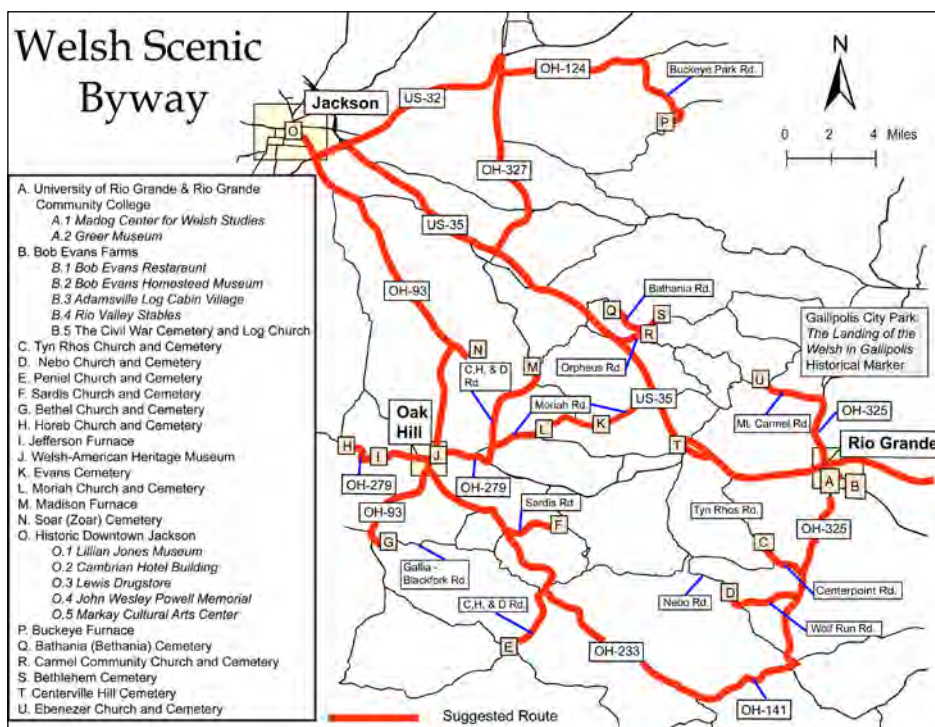 Welsh Scenic
Byway
Jackson
O
US-32
OH-124
Buckeye Park Rd.
P
N
0 2 4 Miles
OH-327
US-35
OH-93
A. University of Rio Grande & Rio Grande
Community College
A.1 Madog Center for Welsh Studies
A.2 Greer Museum
B. Bob Evans Farms
B.1 Bob Evans Restaraunt
B.2 Bob Evans Homestead Museum
B.3 Adamsville Log Cabin Village
B.4 Rio Valley Stables
B.5 The Civil War Cemetery and Log Church
C. Tyn Rhos Church and Cemetery
D. Nebo Church and Cemetery
E. Peniel Church and Cemetery
F. Sardis Church and Cemetery
G. Bethel Church and Cemetery
H. Horeb Church and Cemetery
I. Jefferson Furnace
J. Welsh-American Heritage Museum
K. Evans Cemetery
L. Moriah Church and Cemetery
M. Madison Furnace
N. Soar (Zoar) Cemetery
O. Historic Downtown Jackson
O.1 Lillian Jones Museum
O.2 Cambrian Hotel Building
O.3 Lewis Drugstore
O.4 John Wesley Powell Memorial
O.5 Markay Cultural Arts Center
P. Buckeye Furnace
Q. Bathania (Bethania) Cemetery
R. Carmel Community Church and Cemetery
S. Bethlehem Cemetery
T. Centerville Hill Cemetery
U. Ebenezer Church and Cemetery
Bathania Rd.
Q
S
R
Orpheus Rd.
Gallipolis City Park:
The Landing of the
Welsh in Gallipolis
Historical Marker
N
C.H. & D
Rd.
M
Moriah Rd.
US-35
L
K
U
Mt. Carmel Rd.
OH-325
Rio Grande
Oak
Hill
H
I
J
OH-279
OH-279
T
A
B
OH-93
Sardis Rd.
F
Tyn Rhos Rd.
OH-325
C
G
Gallia -
Blackfork Rd.
Centerpoint Rd.
Nebo Rd.
D
Wolf Run Rd.
C.H. & D Rd.
E
OH-233
OH-141
Suggested Route